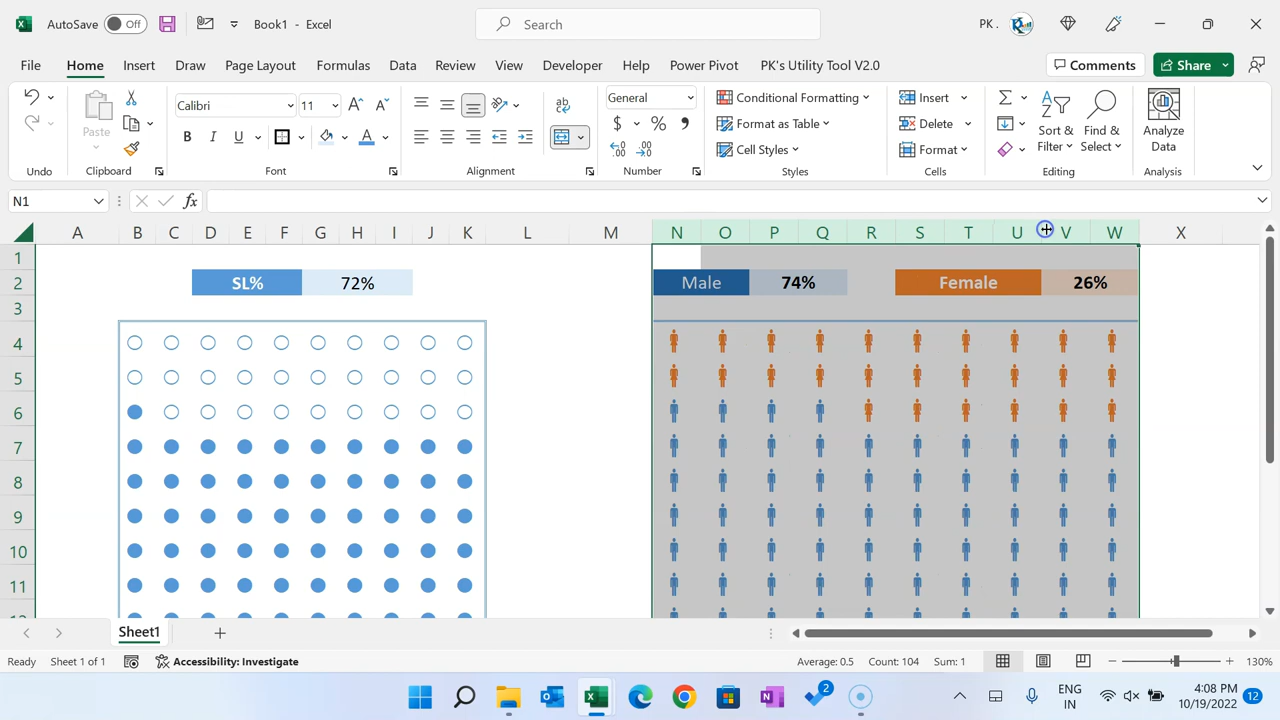 AutoSave Off Book1 - Excel Search PK .
File Home Insert Draw Page Layout Formulas Data Review View Developer Help Power Pivot PK's Utility Tool V2.0 Comments Share
Calibri 11 General Conditional Formatting Insert
Paste Format as Table Delete Sort & Find & Analyze
B I U A $ % Cell Styles Format Filter Select Data
Undo Clipboard Font Alignment Number Styles Cells Editing Analysis
N1 fx
A B C D E F G H I J K L M N O P Q R S T U V W X
1
2 SL% 72% Male 74% Female 26%
3
4
5
6
7
8
9
10
11
Sheet1
Ready Sheet 1 of 1 Accessibility: Investigate Average: 0.5 Count: 104 Sum: 1 130%
2 ENG 4:08 PM
IN 10/19/2022 12